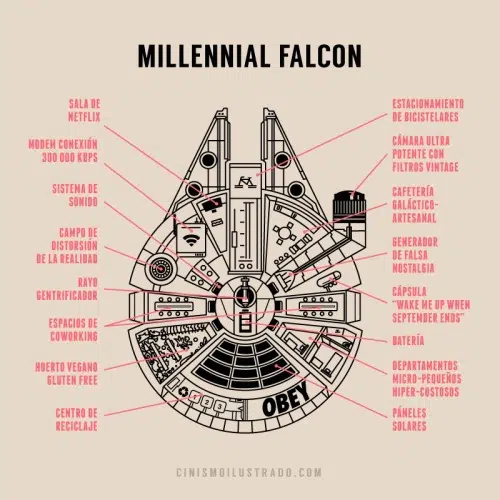 MILLENNIAL FALCON
SALA DE
NETFLIX
MODEM CONEXIÓN
300 000 KBPS
SISTEMA DE
SONIDO
CAMPO DE
DISTORSIÓN
DE LA REALIDAD
RAYO
GENTRIFICADOR
ESPACIOS DE
COWORKING
HUERTO VEGANO
GLUTEN FREE
CENTRO DE
RECICLAJE
ESTACIONAMIENTO
DE BICISTELARES
CÁMARA ULTRA
POTENTE CON
FILTROS VINTAGE
CAFETERÍA
GALÁCTICO-
ARTESANAL
GENERADOR
DE FALSA
NOSTALGIA
CÁPSULA
"WAKE ME UP WHEN
SEPTEMBER ENDS"
BATERÍA
DEPARTAMENTOS
MICRO-PEQUEÑOS
HIPER-COSTOSOS
PÁNELES
SOLARES
1 2 3
OBEY
CINISMOILUSTRADO.COM